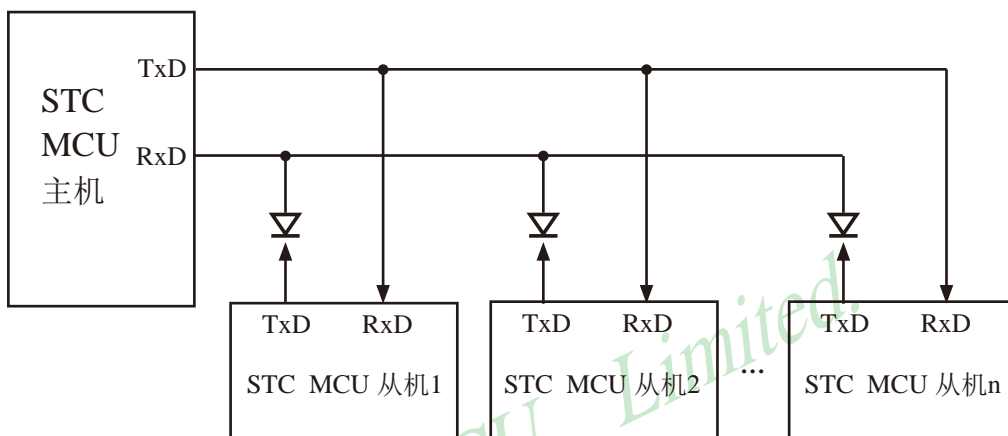 TxD
STC
MCU
主机
RxD
TxD RxD
STC MCU 从机1
TxD RxD
STC MCU 从机2
...
TxD RxD
STC MCU 从机n
Limited.